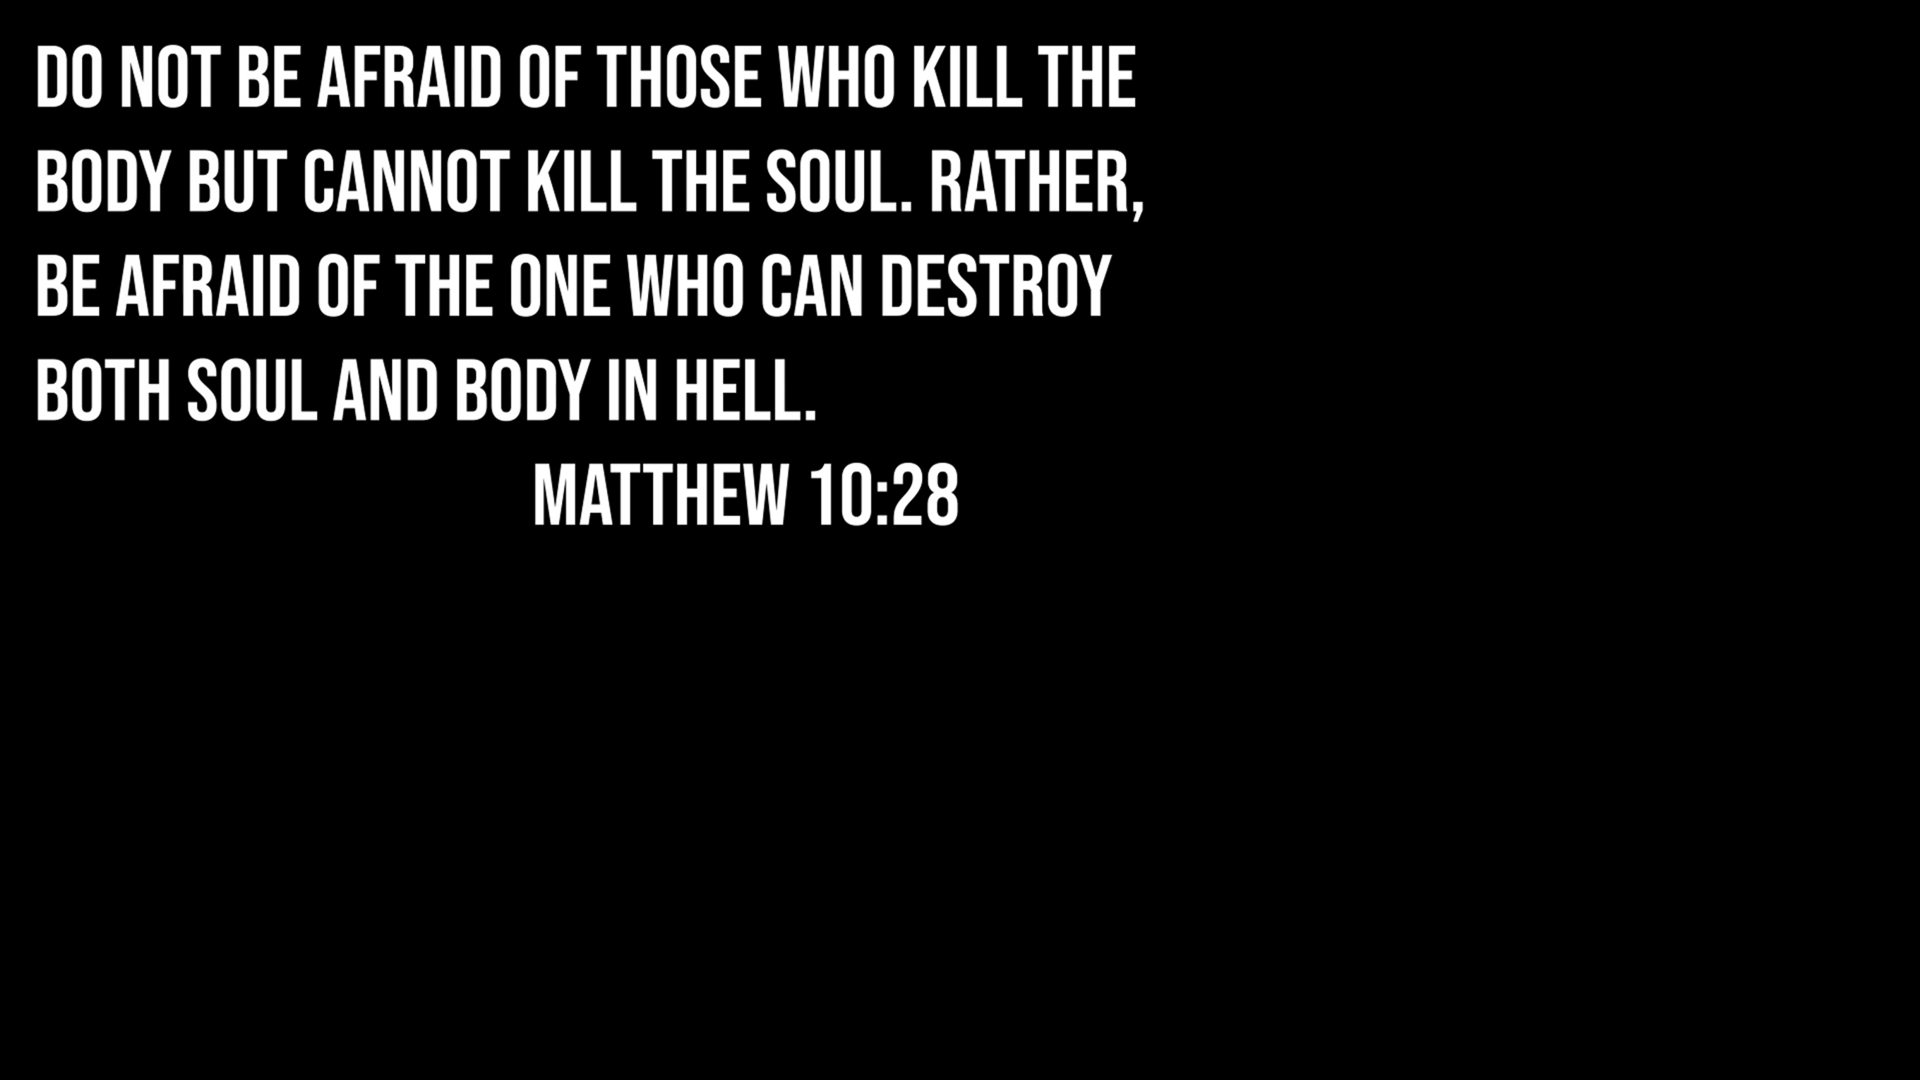 DO NOT BE AFRAID OF THOSE WHO KILL THE
BODY BUT CANNOT KILL THE SOUL. RATHER,
BE AFRAID OF THE ONE WHO CAN DESTROY
BOTH SOUL AND BODY IN HELL.
MATTHEW 10:28